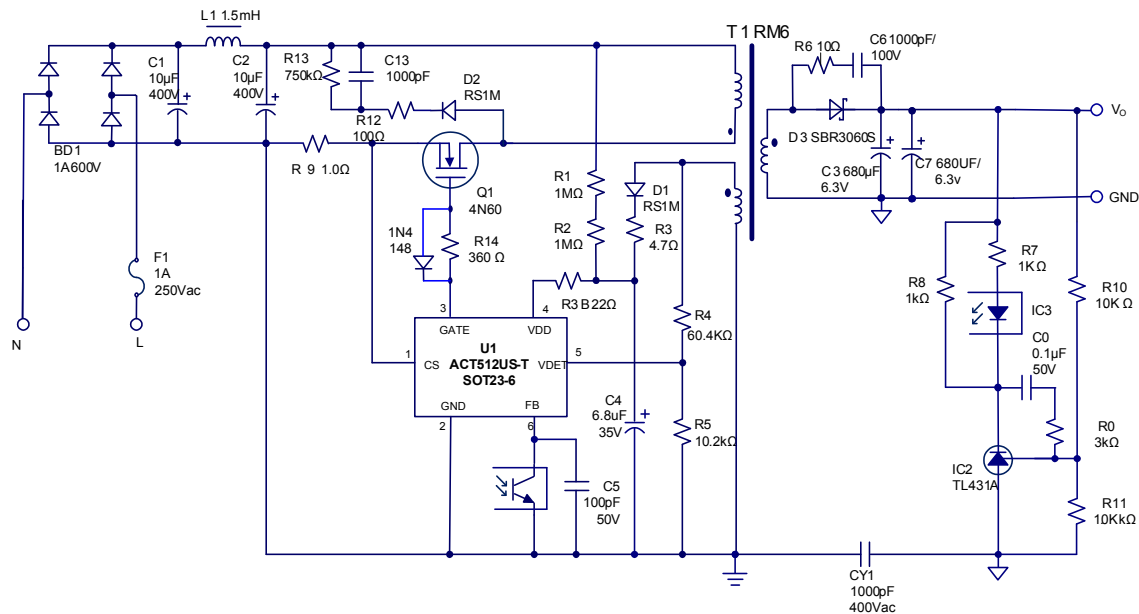 L1 1.5mH
T1 RM6
C1
10µF
400V
C2
10µF
400V
R13
750kΩ
C13
1000pF
D2
RS1M
R12
100Ω
R6 10Ω
C6 1000pF/
100V
VO
D3 SBR3060S
C3 680µF
6.3V
C7 680UF/
6.3v
GND
BD1
1A600V
R 9 1.0Ω
Q1
4N60
R1
1MΩ
D1
RS1M
R2
1MΩ
R3
4.7Ω
1N4
148
R14
360 Ω
F1
1A
250Vac
R3B22Ω
R7
1KΩ
R8
1kΩ
R10
10KΩ
IC3
N
L
3
4
GATE
VDD
R4
60.4KΩ
U1
ACT512US-T
SOT23-6
1
CS
VDET
5
C0
0.1µF
50V
GND
FB
2
6
C4
6.8uF
35V
R5
10.2kΩ
R0
3kΩ
IC2
TL431A
C5
100pF
50V
R11
10KkΩ
CY1
1000pF
400Vac